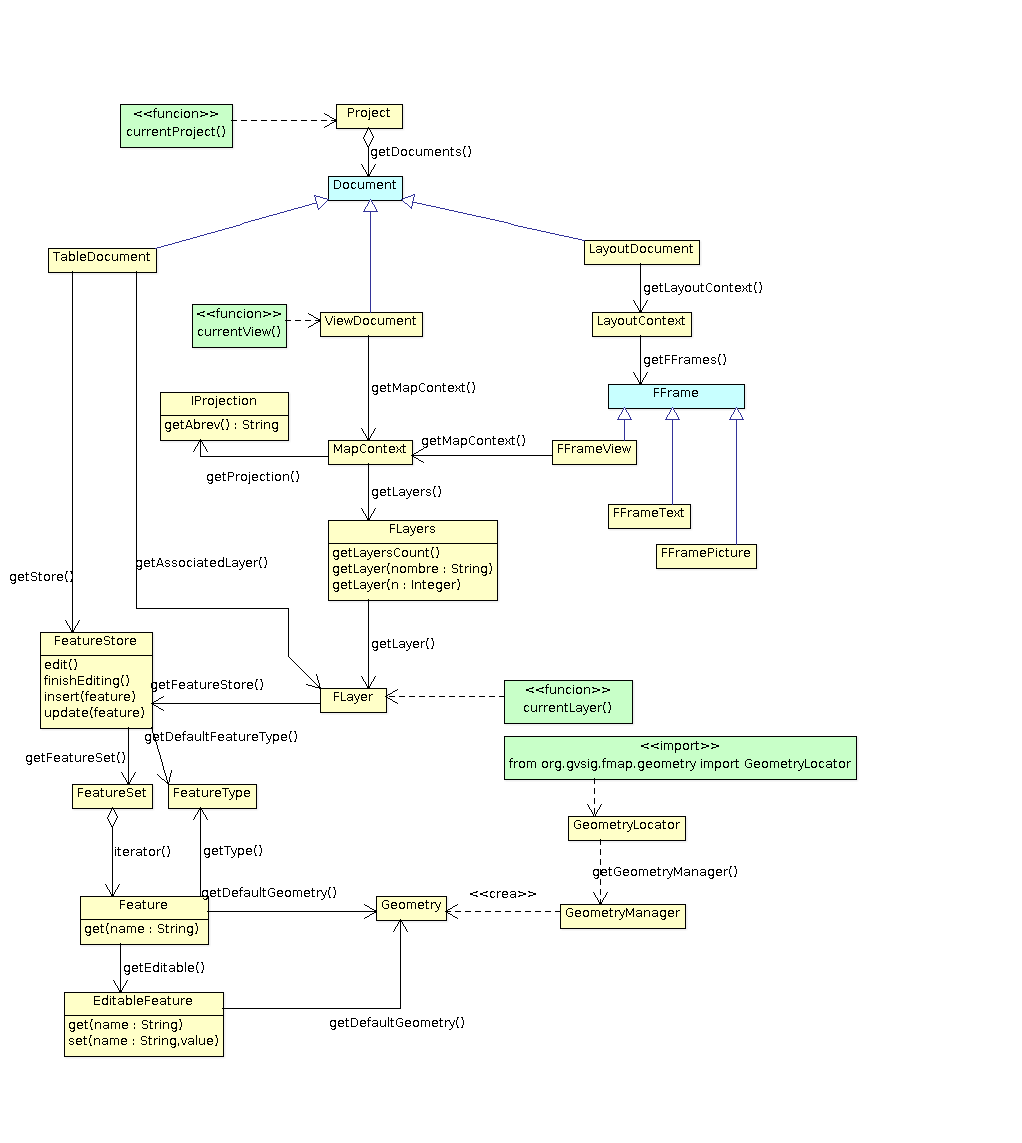 <<funcion>>
currentProject()
Project
getDocuments()
Document
TableDocument
LayoutDocument
getLayoutContext()
<<funcion>>
currentView()
ViewDocument
LayoutContext
getFFrames()
getMapContext()
FFrame
IProjection
getAbrev() : String
MapContext
getMapContext()
FFrameView
getProjection()
getLayers()
FFrameText
FLayers
getLayersCount()
getLayer(nombre : String)
getLayer(n : Integer)
FFramePicture
getAssociatedLayer()
getStore()
FeatureStore
edit()
finishEditing()
insert(feature)
update(feature)
getLayer()
getFeatureStore()
FLayer
<<funcion>>
currentLayer()
getDefaultFeatureType()
<<import>>
from org.gvsig.fmap.geometry import GeometryLocator
getFeatureSet()
FeatureSet
FeatureType
GeometryLocator
iterator()
getType()
getGeometryManager()
getDefaultGeometry()
<<crea>>
Feature
get(name : String)
Geometry
GeometryManager
getEditable()
EditableFeature
get(name : String)
set(name : String,value)
getDefaultGeometry()